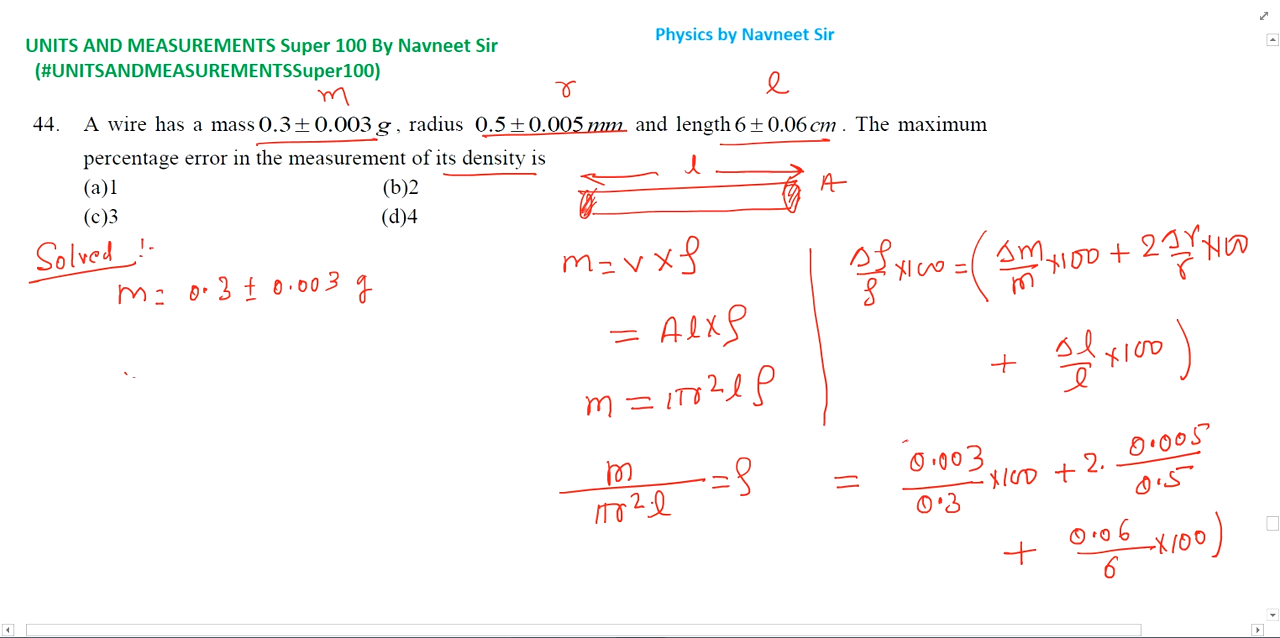 UNITS AND MEASUREMENTS Super 100 By Navneet Sir
Physics by Navneet Sir
(#UNITSANDMEASUREMENTSSuper100)
m r l
44. A wire has a mass 0.3 ± 0.003 g , radius 0.5 ± 0.005 mm and length 6 ± 0.06 cm . The maximum
percentage error in the measurement of its density is
(a)1 (b)2
(c)3 (d)4
l A
Solved :-
m = 0.3 ± 0.003 g
m = v × ρ
= Al × ρ
m = πr²lρ
m/πr².l = ρ
Δρ/ρ ×100 = ( Δm/m ×100 + 2 Δr/r ×100
+ Δl/l ×100 )
= 0.003/0.3 ×100 + 2. 0.005/0.5
+ 0.06/6 ×100 )